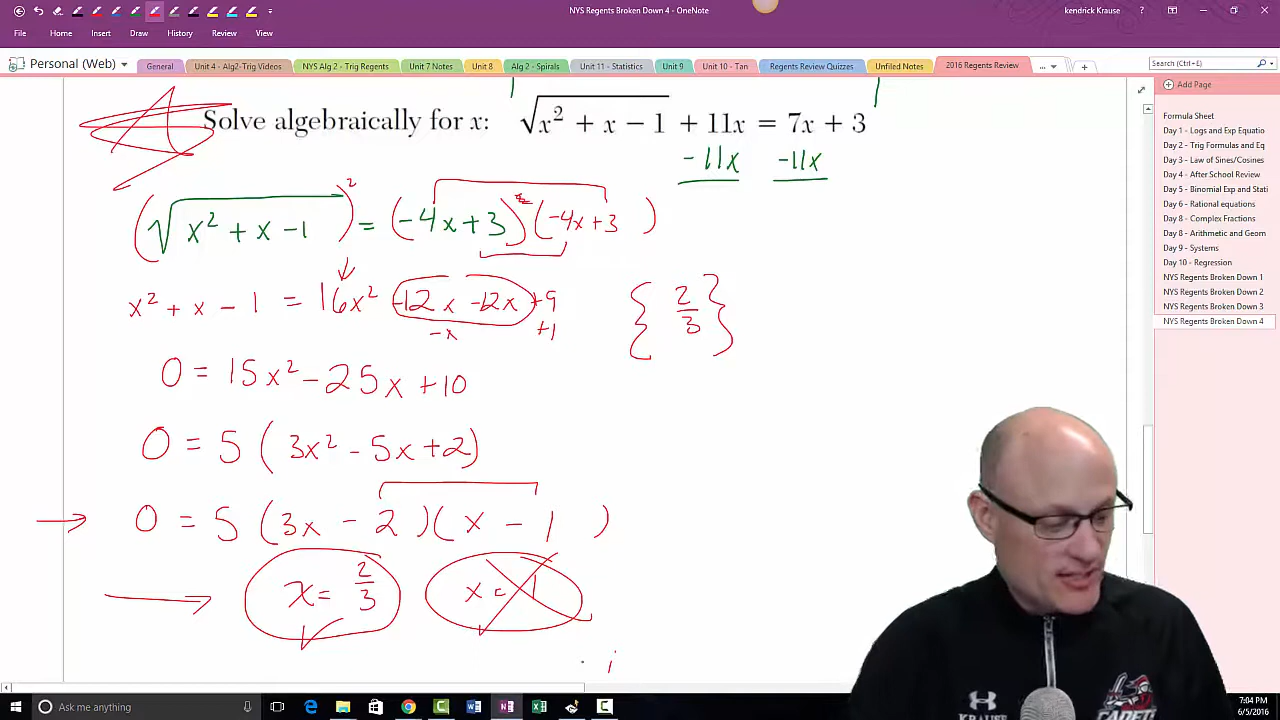 NYS Regents Broken Down 4 - OneNote
kendrick Krause
File Home Insert Draw History Review View
Personal (Web)
General Unit 4 - Alg2-Trig Videos NYS Alg 2 - Trig Regents Unit 7 Notes Unit 8 Alg 2 - Spirals Unit 11 - Statistics Unit 9 Unit 10 - Tan Regents Review Quizzes Unfiled Notes 2016 Regents Review ...
Search (Ctrl+E)
Add Page
Formula Sheet
Day 1 - Logs and Exp Equatio
Day 2 - Trig Formulas and Eq
Day 3 - Law of Sines/Cosines
Day 4 - After School Review
Day 5 - Binomial Exp and Stati
Day 6 - Rational equations
Day 8 - Complex Fractions
Day 8 - Arithmetic and Geom
Day 9 - Systems
Day 10 - Regression
NYS Regents Broken Down 1
NYS Regents Broken Down 2
NYS Regents Broken Down 3
NYS Regents Broken Down 4
Solve algebraically for x: √(x² + x − 1) + 11x = 7x + 3
-11x -11x
(√(x² + x -1))² = (-4x+3)(-4x+3)
x² + x - 1 = 16x² -12x -12x +9
-x +1
{2/3}
0 = 15x² - 25x + 10
0 = 5(3x² - 5x + 2)
→ 0 = 5(3x - 2)(x - 1)
→ x = 2/3 x = 1
i
KRAUSE
Ask me anything
7:04 PM
6/5/2016